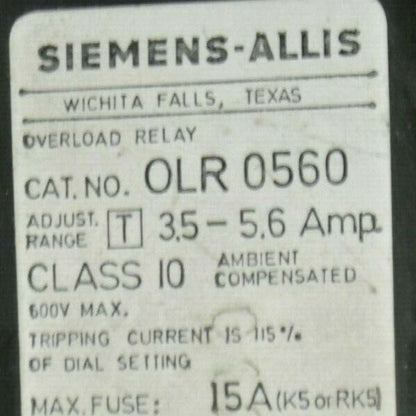 SIEMENS-ALLIS
WICHITA FALLS, TEXAS
OVERLOAD RELAY
CAT. NO. OLR 0560
ADJUST. RANGE T 3.5 – 5.6 Amp.
CLASS 10 AMBIENT COMPENSATED
600V MAX.
TRIPPING CURRENT IS 115%
OF DIAL SETTING
MAX. FUSE: 15A (K5 or RK5)